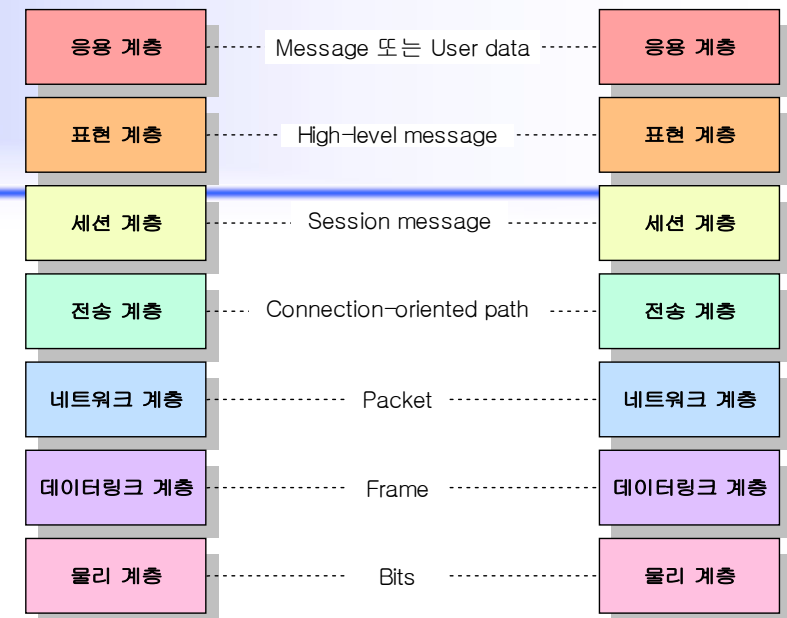 응용 계층 Message 또는 User data 응용 계층
표현 계층 High-level message 표현 계층
세션 계층 Session message 세션 계층
전송 계층 Connection-oriented path 전송 계층
네트워크 계층 Packet 네트워크 계층
데이터링크 계층 Frame 데이터링크 계층
물리 계층 Bits 물리 계층